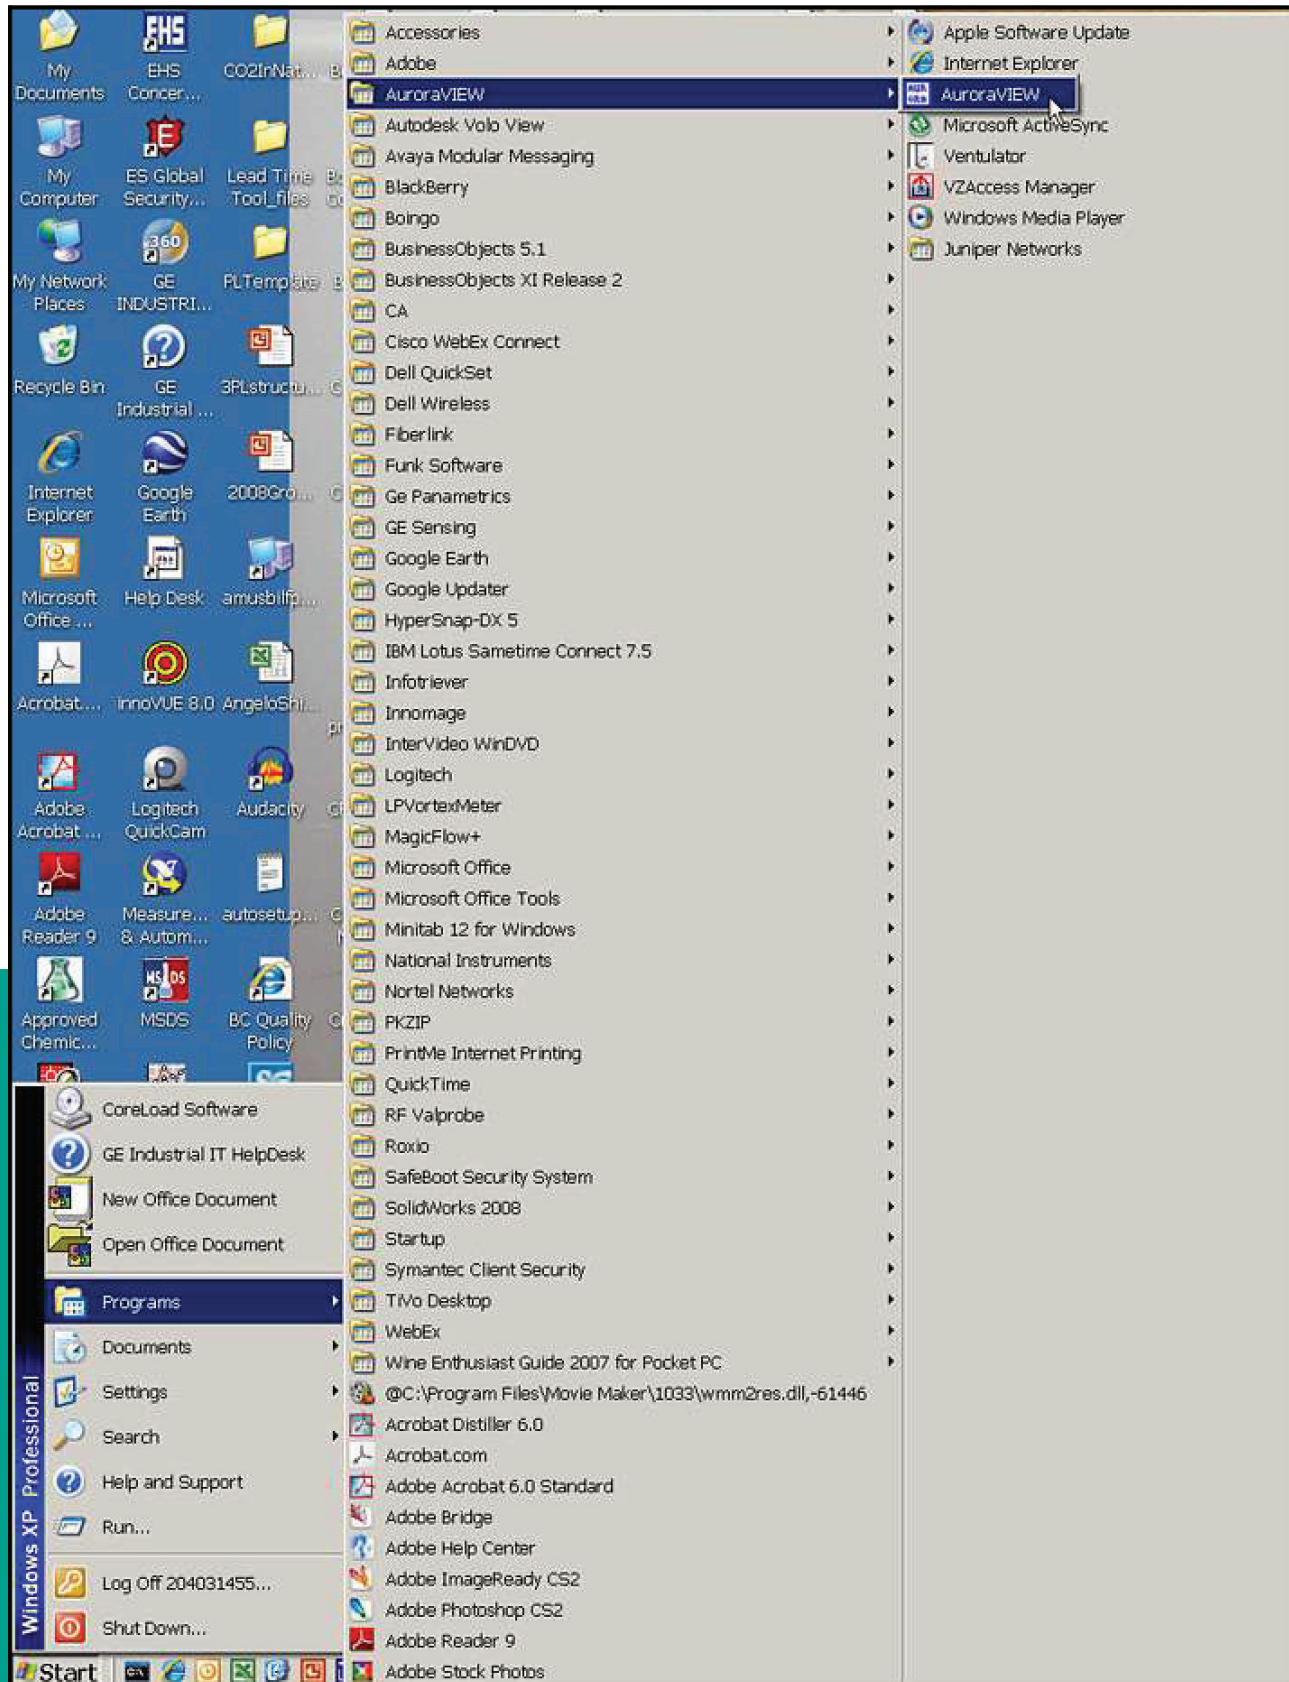 My
Documents
EHS
EHS
Concer...
CO2InNat...
My
Computer
ES Global
Security...
Lead Time
Tool_files
My Network
Places
360
GE
INDUSTRI...
PLTemplate
Recycle Bin
GE
Industrial ...
3PLstructu...
Internet
Explorer
Google
Earth
2008Gro...
Microsoft
Office ...
Help Desk
amusbilfp...
Acrobat....
innoVUE 8.0
AngeloShi...
Adobe
Acrobat ...
Logitech
QuickCam
Audacity
Adobe
Reader 9
Measure...
& Autom...
autosetup...
Approved
Chemic...
MSDS
MSDS
BC Quality
Policy
Windows XP Professional
CoreLoad Software
GE Industrial IT HelpDesk
New Office Document
Open Office Document
Programs
Documents
Settings
Search
Help and Support
Run...
Log Off 204031455...
Shut Down...
Start
Accessories
Adobe
AuroraVIEW
Autodesk Volo View
Avaya Modular Messaging
BlackBerry
Boingo
BusinessObjects 5.1
BusinessObjects XI Release 2
CA
Cisco WebEx Connect
Dell QuickSet
Dell Wireless
Fiberlink
Funk Software
Ge Panametrics
GE Sensing
Google Earth
Google Updater
HyperSnap-DX 5
IBM Lotus Sametime Connect 7.5
Infotriever
Innomage
InterVideo WinDVD
Logitech
LPVortexMeter
MagicFlow+
Microsoft Office
Microsoft Office Tools
Minitab 12 for Windows
National Instruments
Nortel Networks
PKZIP
PrintMe Internet Printing
QuickTime
RF Valprobe
Roxio
SafeBoot Security System
SolidWorks 2008
Startup
Symantec Client Security
TiVo Desktop
WebEx
Wine Enthusiast Guide 2007 for Pocket PC
@C:\Program Files\Movie Maker\1033\wmm2res.dll,-61446
Acrobat Distiller 6.0
Acrobat.com
Adobe Acrobat 6.0 Standard
Adobe Bridge
Adobe Help Center
Adobe ImageReady CS2
Adobe Photoshop CS2
Adobe Reader 9
Adobe Stock Photos
Apple Software Update
Internet Explorer
AuroraVIEW
Microsoft ActiveSync
Ventulator
VZAccess Manager
Windows Media Player
Juniper Networks